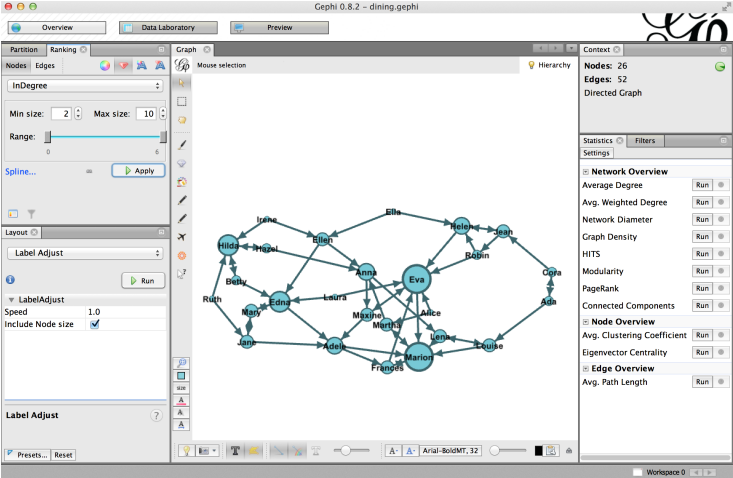 Gephi 0.8.2 - dining.gephi
Overview
Data Laboratory
Preview
Partition
Ranking
Nodes
Edges
InDegree
Min size:
2
Max size:
10
Range:
0
6
Spline...
Apply
Layout
Label Adjust
Run
LabelAdjust
Speed
1.0
Include Node size
Label Adjust
?
Presets...
Reset
Graph
Mouse selection
Hierarchy
size
Ella
Irene
Helen
Jean
Ellen
Hilda
Hazel
Robin
Anna
Cora
Betty
Eva
Ruth
Edna
Laura
Ada
Mary
Maxine
Alice
Martha
Jane
Adele
Lena
Louise
Marion
Frances
Arial-BoldMT, 32
Context
Nodes: 26
Edges: 52
Directed Graph
Statistics
Filters
Settings
Network Overview
Average Degree
Run
Avg. Weighted Degree
Run
Network Diameter
Run
Graph Density
Run
HITS
Run
Modularity
Run
PageRank
Run
Connected Components
Run
Node Overview
Avg. Clustering Coefficient
Run
Eigenvector Centrality
Run
Edge Overview
Avg. Path Length
Run
Workspace 0